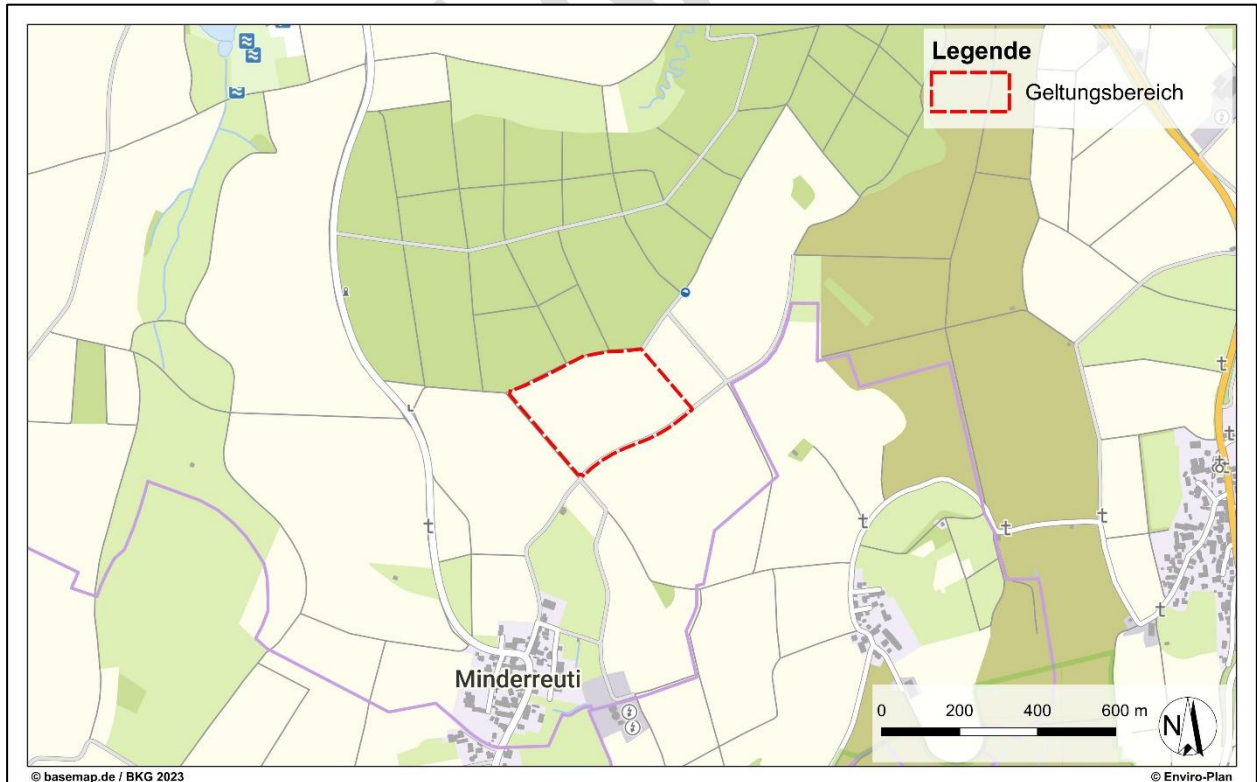 Legende
Geltungsbereich
Minderreuti
0 200 400 600 m
N
© basemap.de / BKG 2023
© Enviro-Plan